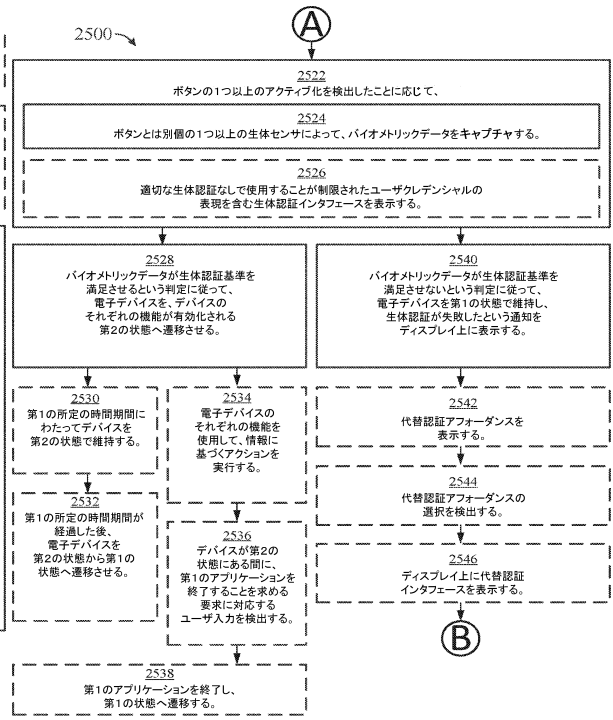 2500
A
2522
ボタンの1つ以上のアクティブ化を検出したことに応じて、
2524
ボタンとは別個の1つ以上の生体センサによって、バイオメトリックデータをキャプチャする。
2526
適切な生体認証なしで使用することが制限されたユーザクレデンシャルの
表現を含む生体認証インタフェースを表示する。
2528
バイオメトリックデータが生体認証基準を
満足させるという判定に従って、
電子デバイスを、デバイスの
それぞれの機能が有効化される
第2の状態へ遷移させる。
2540
バイオメトリックデータが生体認証基準を
満足させないという判定に従って、
電子デバイスを第1の状態で維持し、
生体認証が失敗したという通知を
ディスプレイ上に表示する。
2530
第1の所定の時間期間に
わたってデバイスを
第2の状態で維持する。
2532
第1の所定の時間期間が
経過した後、
電子デバイスを
第2の状態から第1の
状態へ遷移させる。
2534
電子デバイスの
それぞれの機能を
使用して、情報に
基づくアクションを
実行する。
2536
デバイスが第2の
状態にある間に、
第1のアプリケーションを
終了することを求める
要求に対応する
ユーザ入力を検出する。
2538
第1のアプリケーションを終了し、
第1の状態へ遷移する。
2542
代替認証アフォーダンスを
表示する。
2544
代替認証アフォーダンスの
選択を検出する。
2546
ディスプレイ上に代替認証
インタフェースを表示する。
B